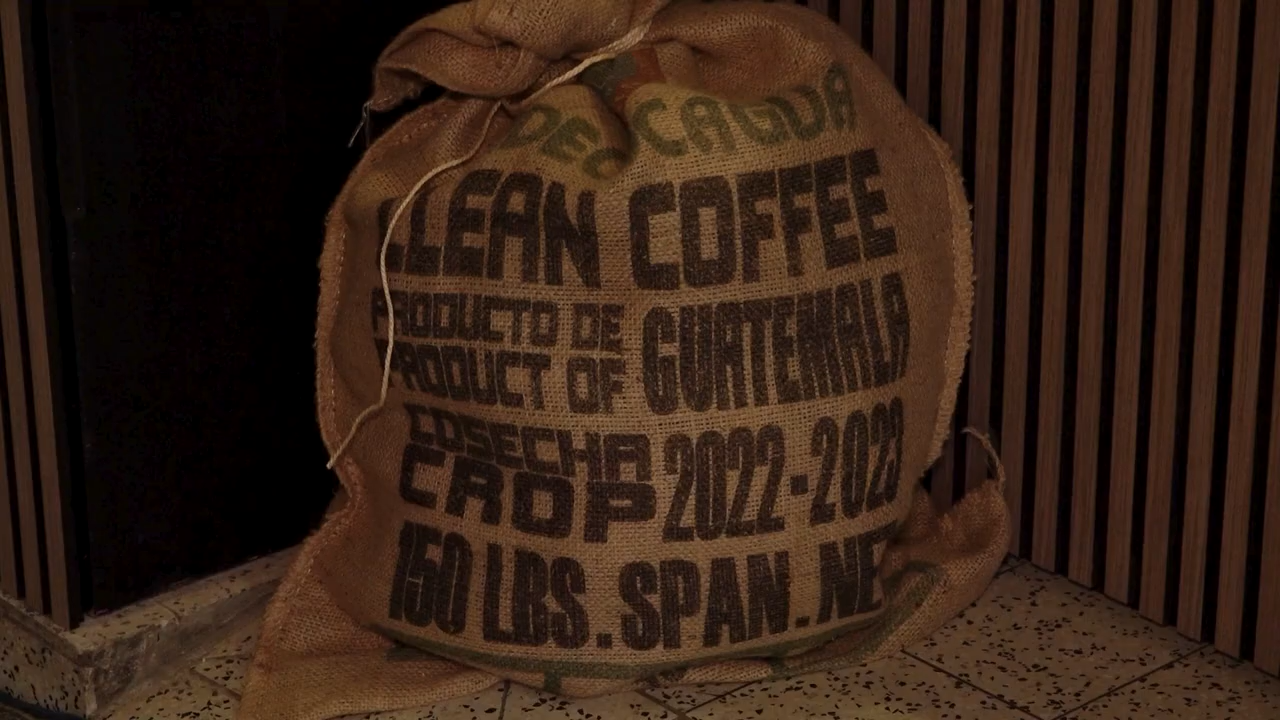 CLEAN COFFEE
PRODUCTO DE
PRODUCT OF GUATEMALA
COSECHA
CROP 2022-2023
150 LBS. SPAN. NET